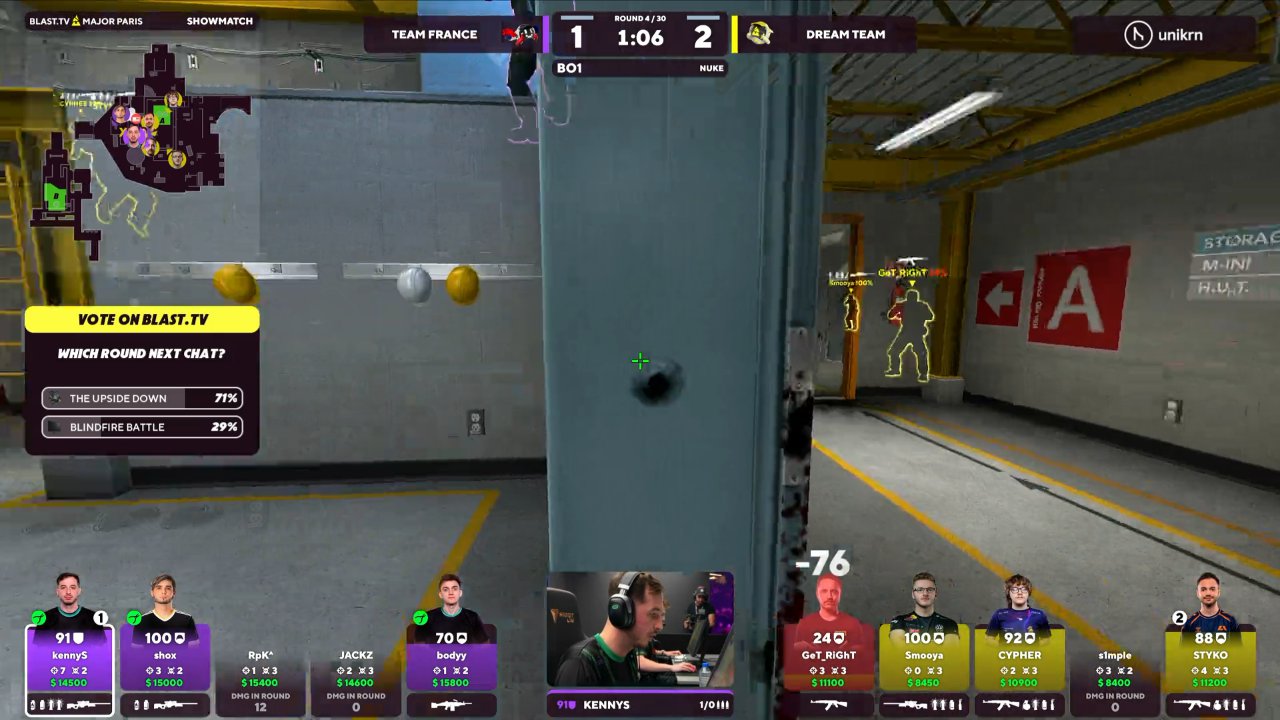 BLAST.TV MAJOR PARIS
SHOWMATCH
TEAM FRANCE
1
ROUND 4 / 30
1:06
2
DREAM TEAM
unikrn
BO1
NUKE
STORAG
M-INI
H.U.T.
GeT_RiGhT
Smooya 100%
A
VOTE ON BLAST.TV
WHICH ROUND NEXT CHAT?
THE UPSIDE DOWN 71%
BLINDFIRE BATTLE 29%
-76
1
91
kennyS
7 2
$14500
100
shox
3 2
$15000
RpK^
1 3
$15400
DMG IN ROUND
12
JACKZ
2 3
$14600
DMG IN ROUND
0
70
bodyy
1 2
$15800
91 KENNYS 1/0
24
GeT_RiGhT
3 3
$11100
100
Smooya
0 3
$8450
92
CYPHER
2 3
$10900
s1mple
3 2
$8400
DMG IN ROUND
0
2
88
STYKO
4 3
$11200